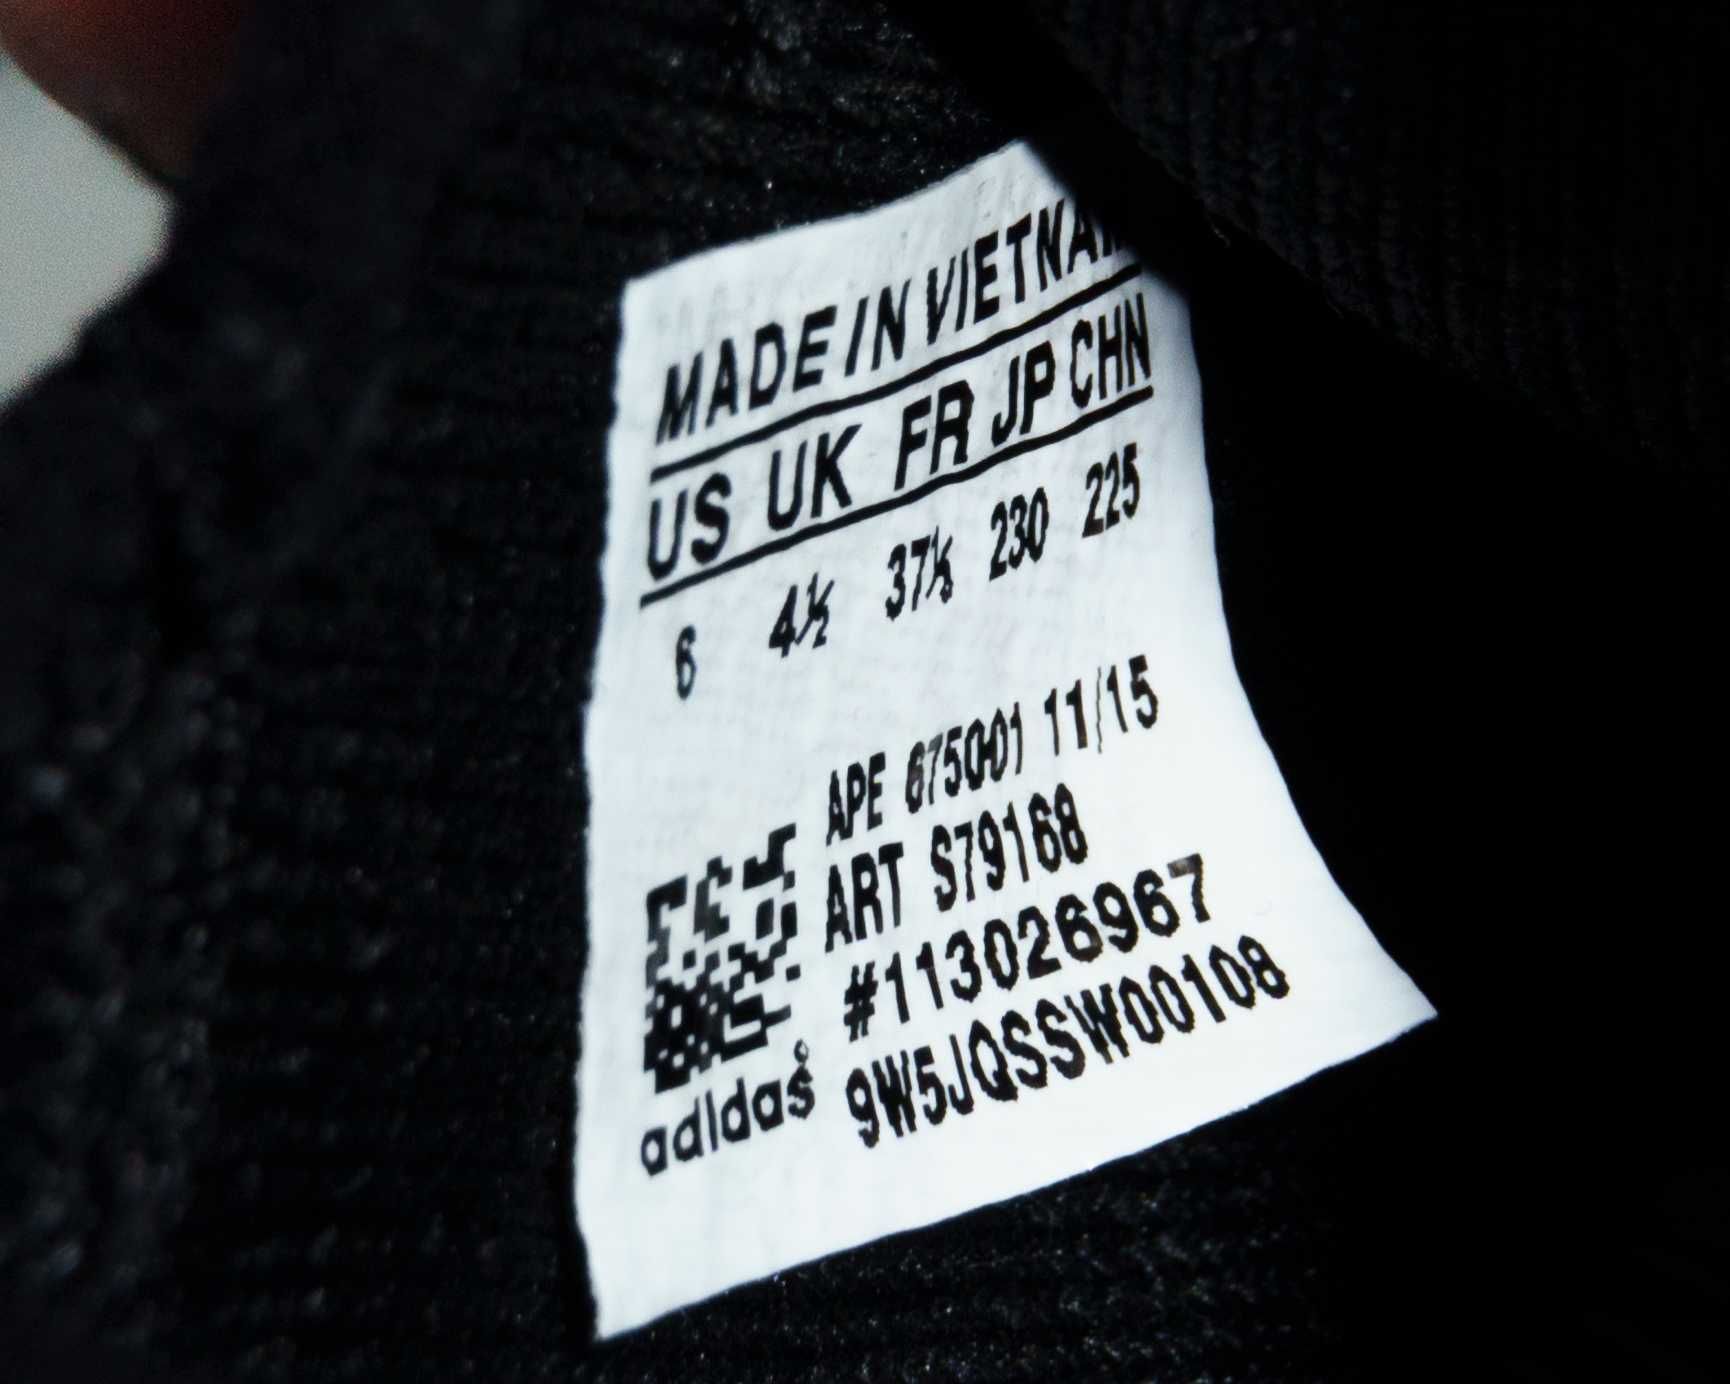 MADE IN VIETNAM
US UK FR JP CHN
6 4½ 37⅓ 230 225
APE 675001 11/15
ART S79168
#113026967
9W5JQSSW00108
adidas